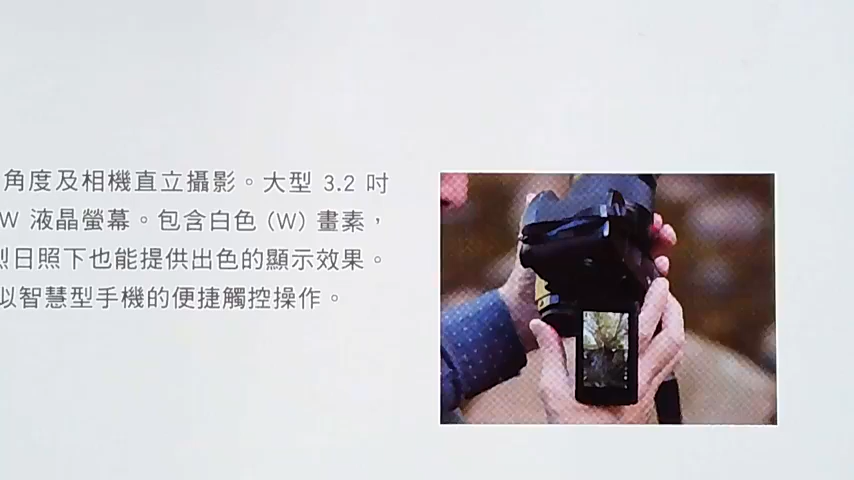 角度及相機直立攝影。大型 3.2 吋
W 液晶螢幕。包含白色 (W) 畫素，
烈日照下也能提供出色的顯示效果。
以智慧型手機的便捷觸控操作。